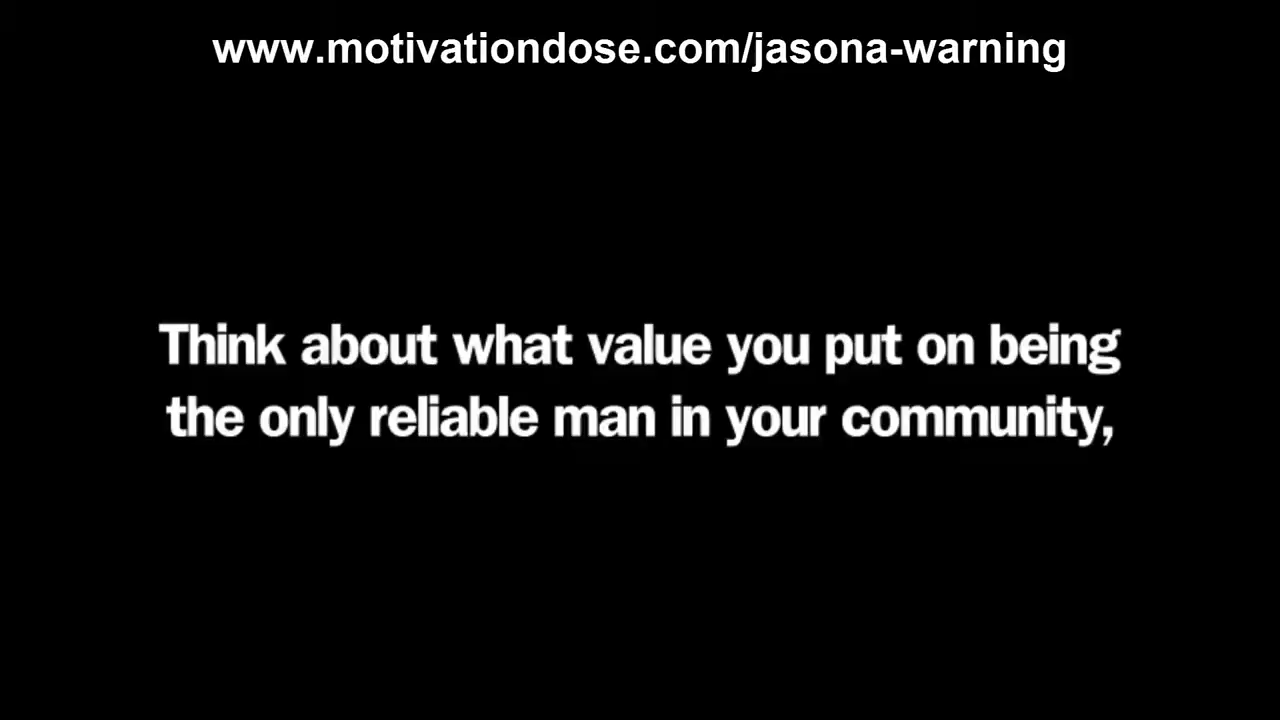 www.motivationdose.com/jasona-warning
Think about what value you put on being
the only reliable man in your community,